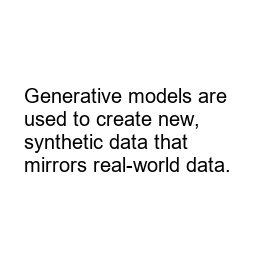 Generative models are
used to create new,
synthetic data that
mirrors real-world data.